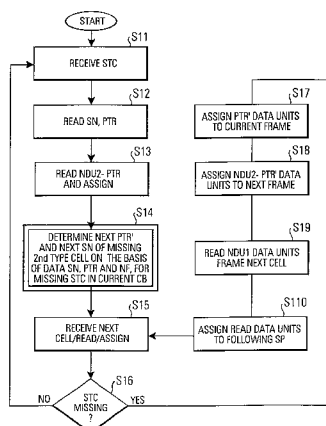 START
S11
RECEIVE STC
S12
READ SN, PTR
S13
READ NDU2- PTR
AND ASSIGN
S14
DETERMINE NEXT PTR'
AND NEXT SN OF MISSING
2nd TYPE CELL ON THE BASIS
OF DATA SN, PTR AND NF, FOR
MISSING STC IN CURRENT CB
S15
RECEIVE NEXT
CELL/READ/ASSIGN
S16
NO
STC
MISSING
?
YES
S17
ASSIGN PTR' DATA UNITS
TO CURRENT FRAME
S18
ASSIGN NDU2- PTR' DATA
UNITS TO NEXT FRAME
S19
READ NDU1 DATA UNITS
FRAME NEXT CELL
S110
ASSIGN READ DATA UNITS
TO FOLLOWING SP